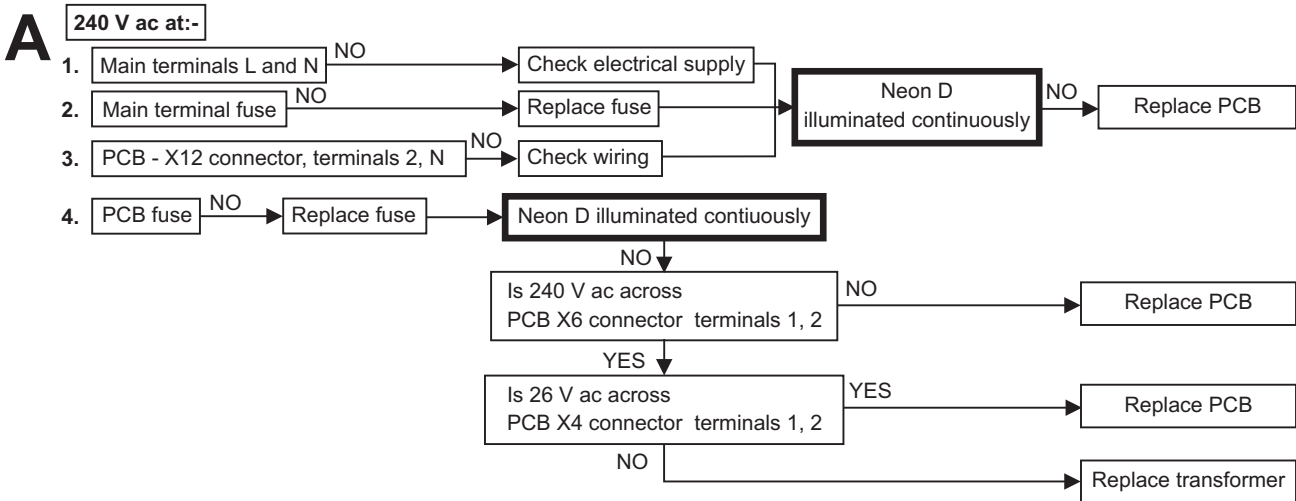 A
240 V ac at:-
1. Main terminals L and N NO Check electrical supply
2. Main terminal fuse NO Replace fuse
Neon D
illuminated continuously
NO
Replace PCB
3. PCB - X12 connector, terminals 2, N NO Check wiring
4. PCB fuse NO Replace fuse Neon D illuminated contiuously
NO
Is 240 V ac across
PCB X6 connector terminals 1, 2
NO
Replace PCB
YES
Is 26 V ac across
PCB X4 connector terminals 1, 2
YES
Replace PCB
NO
Replace transformer